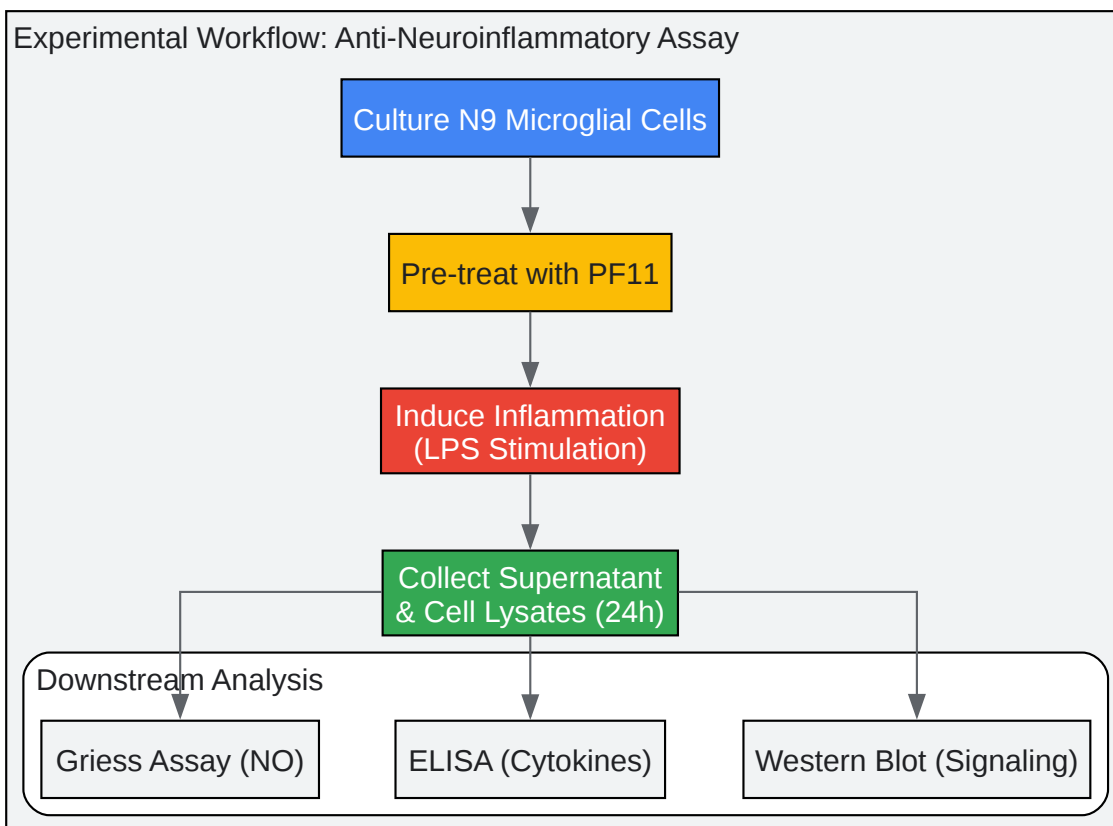 Experimental Workflow: Anti-Neuroinflammatory Assay
Culture N9 Microglial Cells
Pre-treat with PF11
Induce Inflammation
(LPS Stimulation)
Collect Supernatant
& Cell Lysates (24h)
Downstream Analysis
Griess Assay (NO)
ELISA (Cytokines)
Western Blot (Signaling)